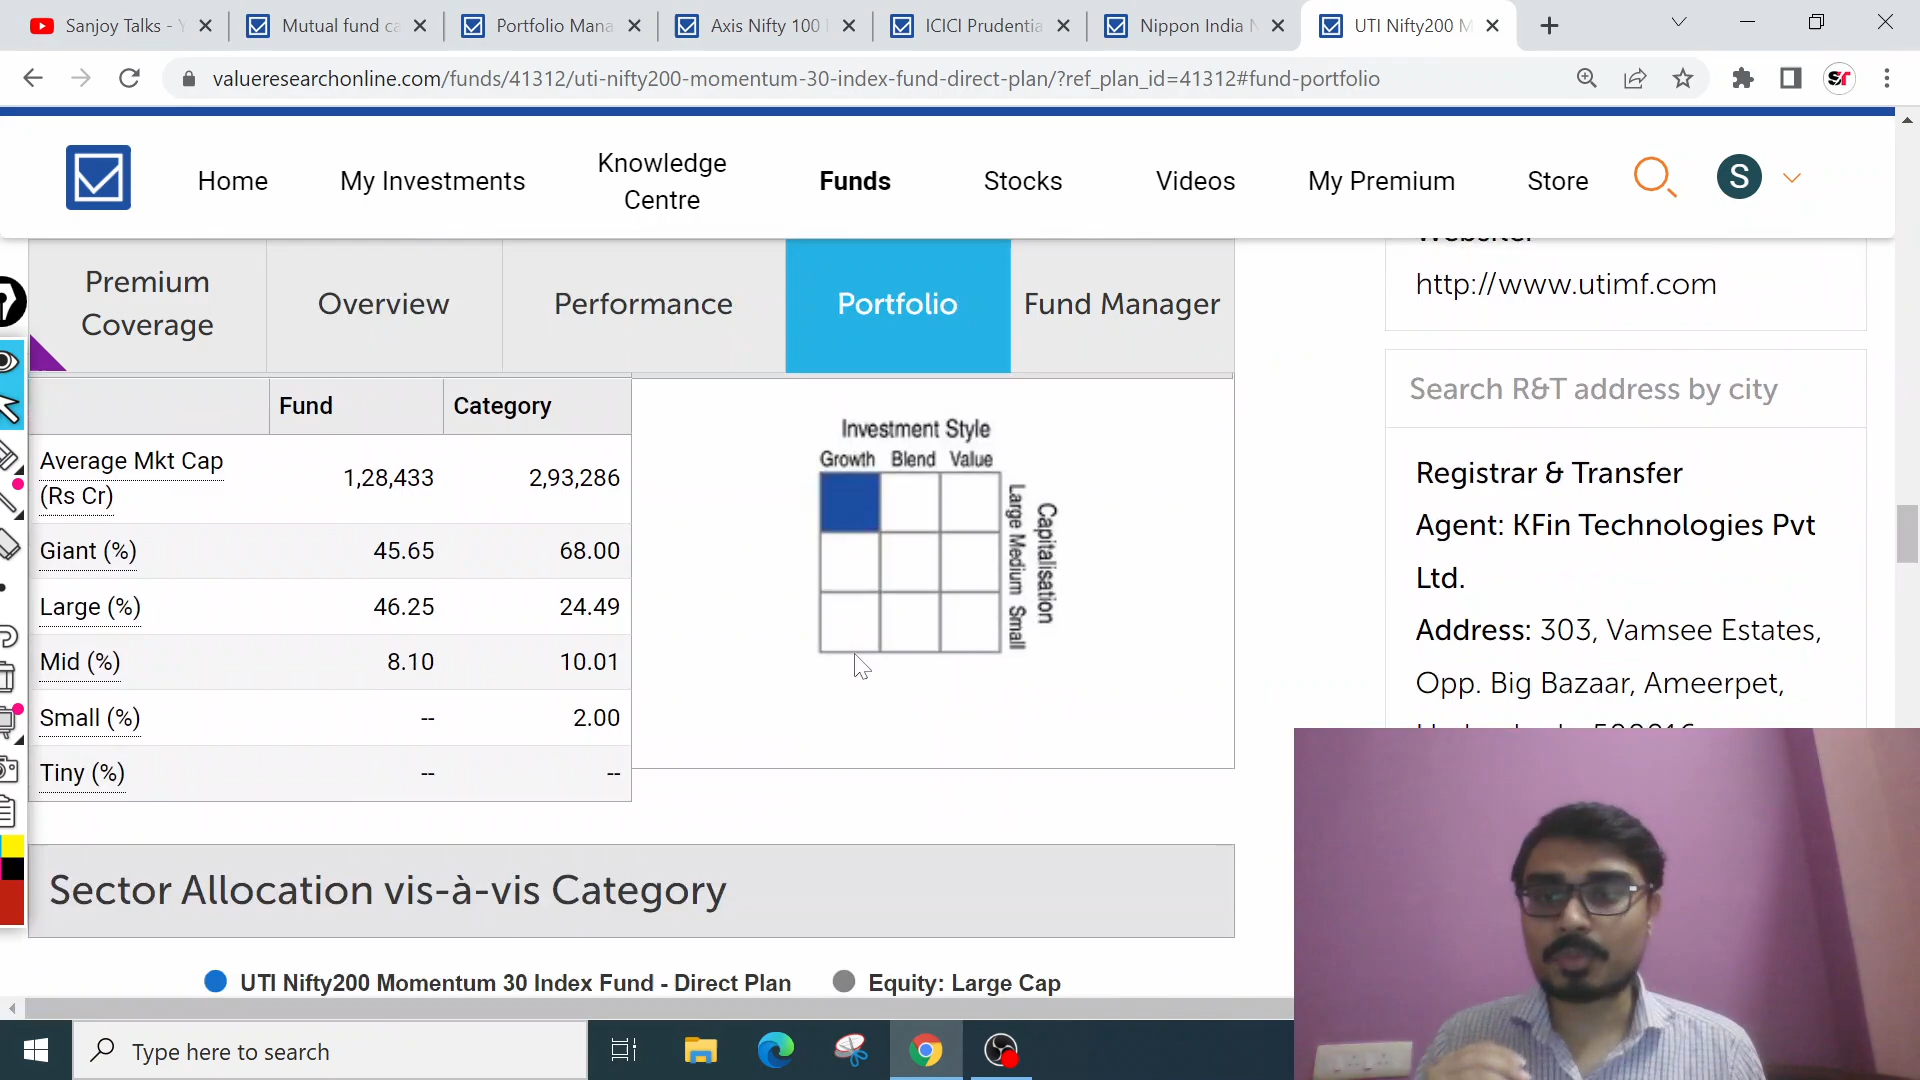 Sanjoy Talks - Y
Mutual fund ca
Portfolio Mana
Axis Nifty 100
ICICI Prudentia
Nippon India N
UTI Nifty200 M
valueresearchonline.com/funds/41312/uti-nifty200-momentum-30-index-fund-direct-plan/?ref_plan_id=41312#fund-portfolio
Home
My Investments
Knowledge
Centre
Funds
Stocks
Videos
My Premium
Store
S
Premium
Coverage
Overview
Performance
Portfolio
Fund Manager
http://www.utimf.com
Search R&T address by city
Registrar & Transfer
Agent: KFin Technologies Pvt
Ltd.
Address: 303, Vamsee Estates,
Opp. Big Bazaar, Ameerpet,
Fund Category
Average Mkt Cap
(Rs Cr) 1,28,433 2,93,286
Giant (%) 45.65 68.00
Large (%) 46.25 24.49
Mid (%) 8.10 10.01
Small (%) -- 2.00
Tiny (%) -- --
Investment Style
Growth Blend Value
Large Medium Small
Capitalisation
Sector Allocation vis-à-vis Category
UTI Nifty200 Momentum 30 Index Fund - Direct Plan
Equity: Large Cap
Type here to search